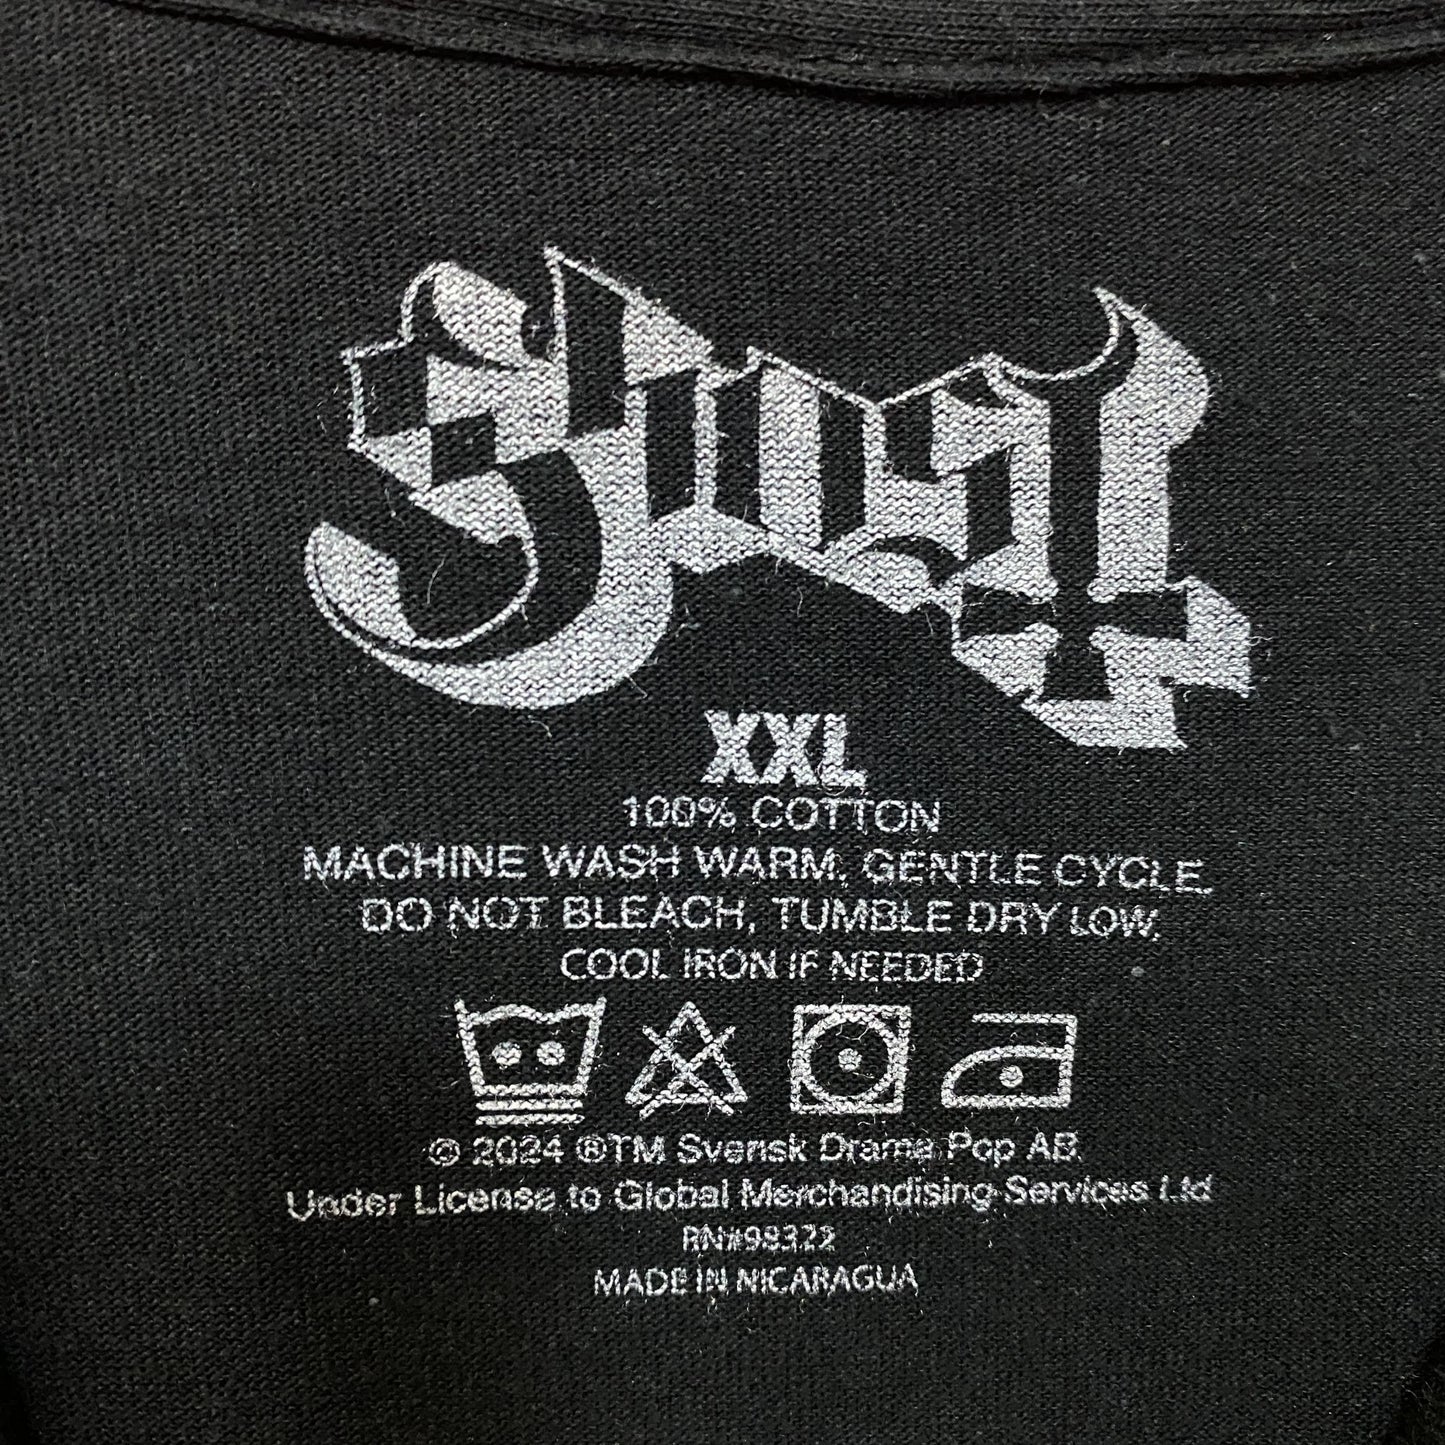 Ghost
XXL
100% COTTON
MACHINE WASH WARM, GENTLE CYCLE,
DO NOT BLEACH, TUMBLE DRY LOW,
COOL IRON IF NEEDED
© 2024 ®TM Svensk Drama Pop AB.
Under License to Global Merchandising Services Ltd
RN#98322
MADE IN NICARAGUA